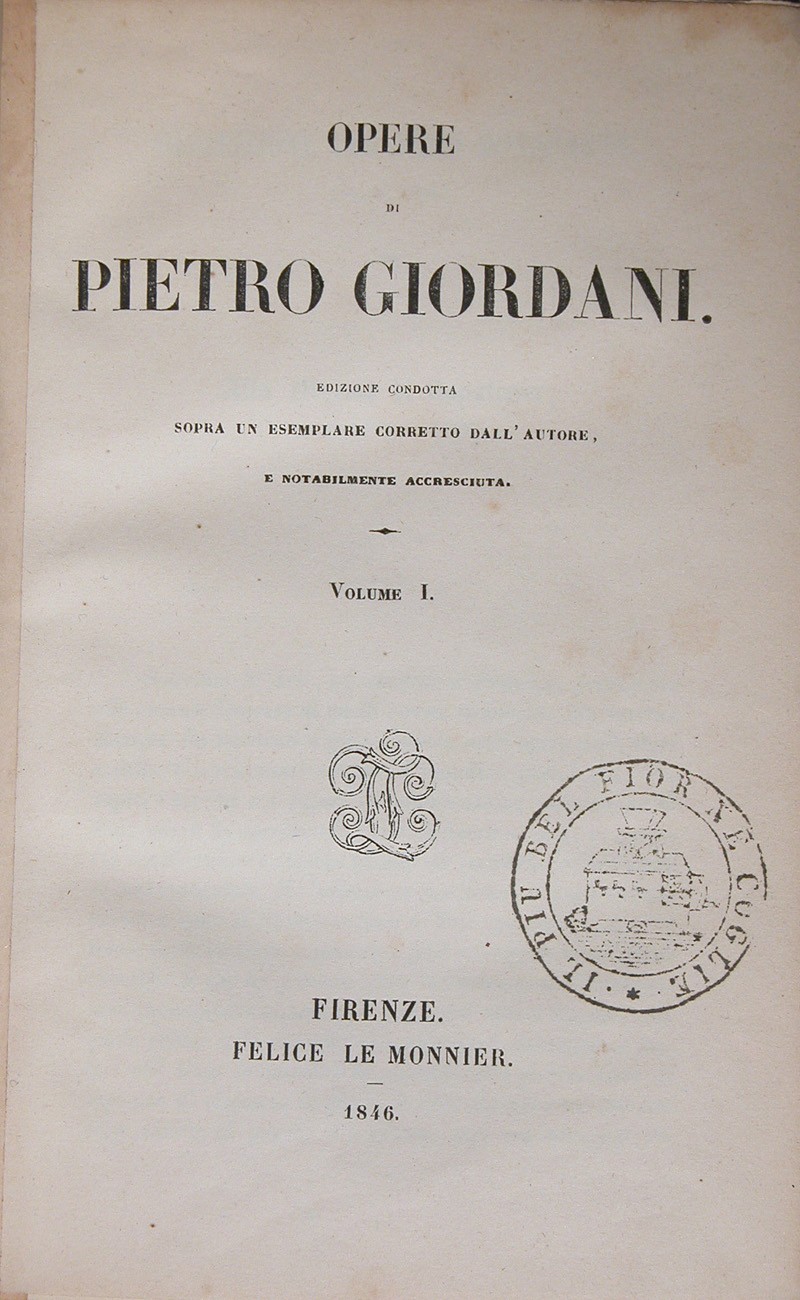 OPERE
DI
PIETRO GIORDANI.
EDIZIONE CONDOTTA
SOPRA UN ESEMPLARE CORRETTO DALL'AUTORE,
E NOTABILMENTE ACCRESCIUTA.
VOLUME I.
IL PIU BEL FIOR NE COGLIE
FIRENZE.
FELICE LE MONNIER.
1846.